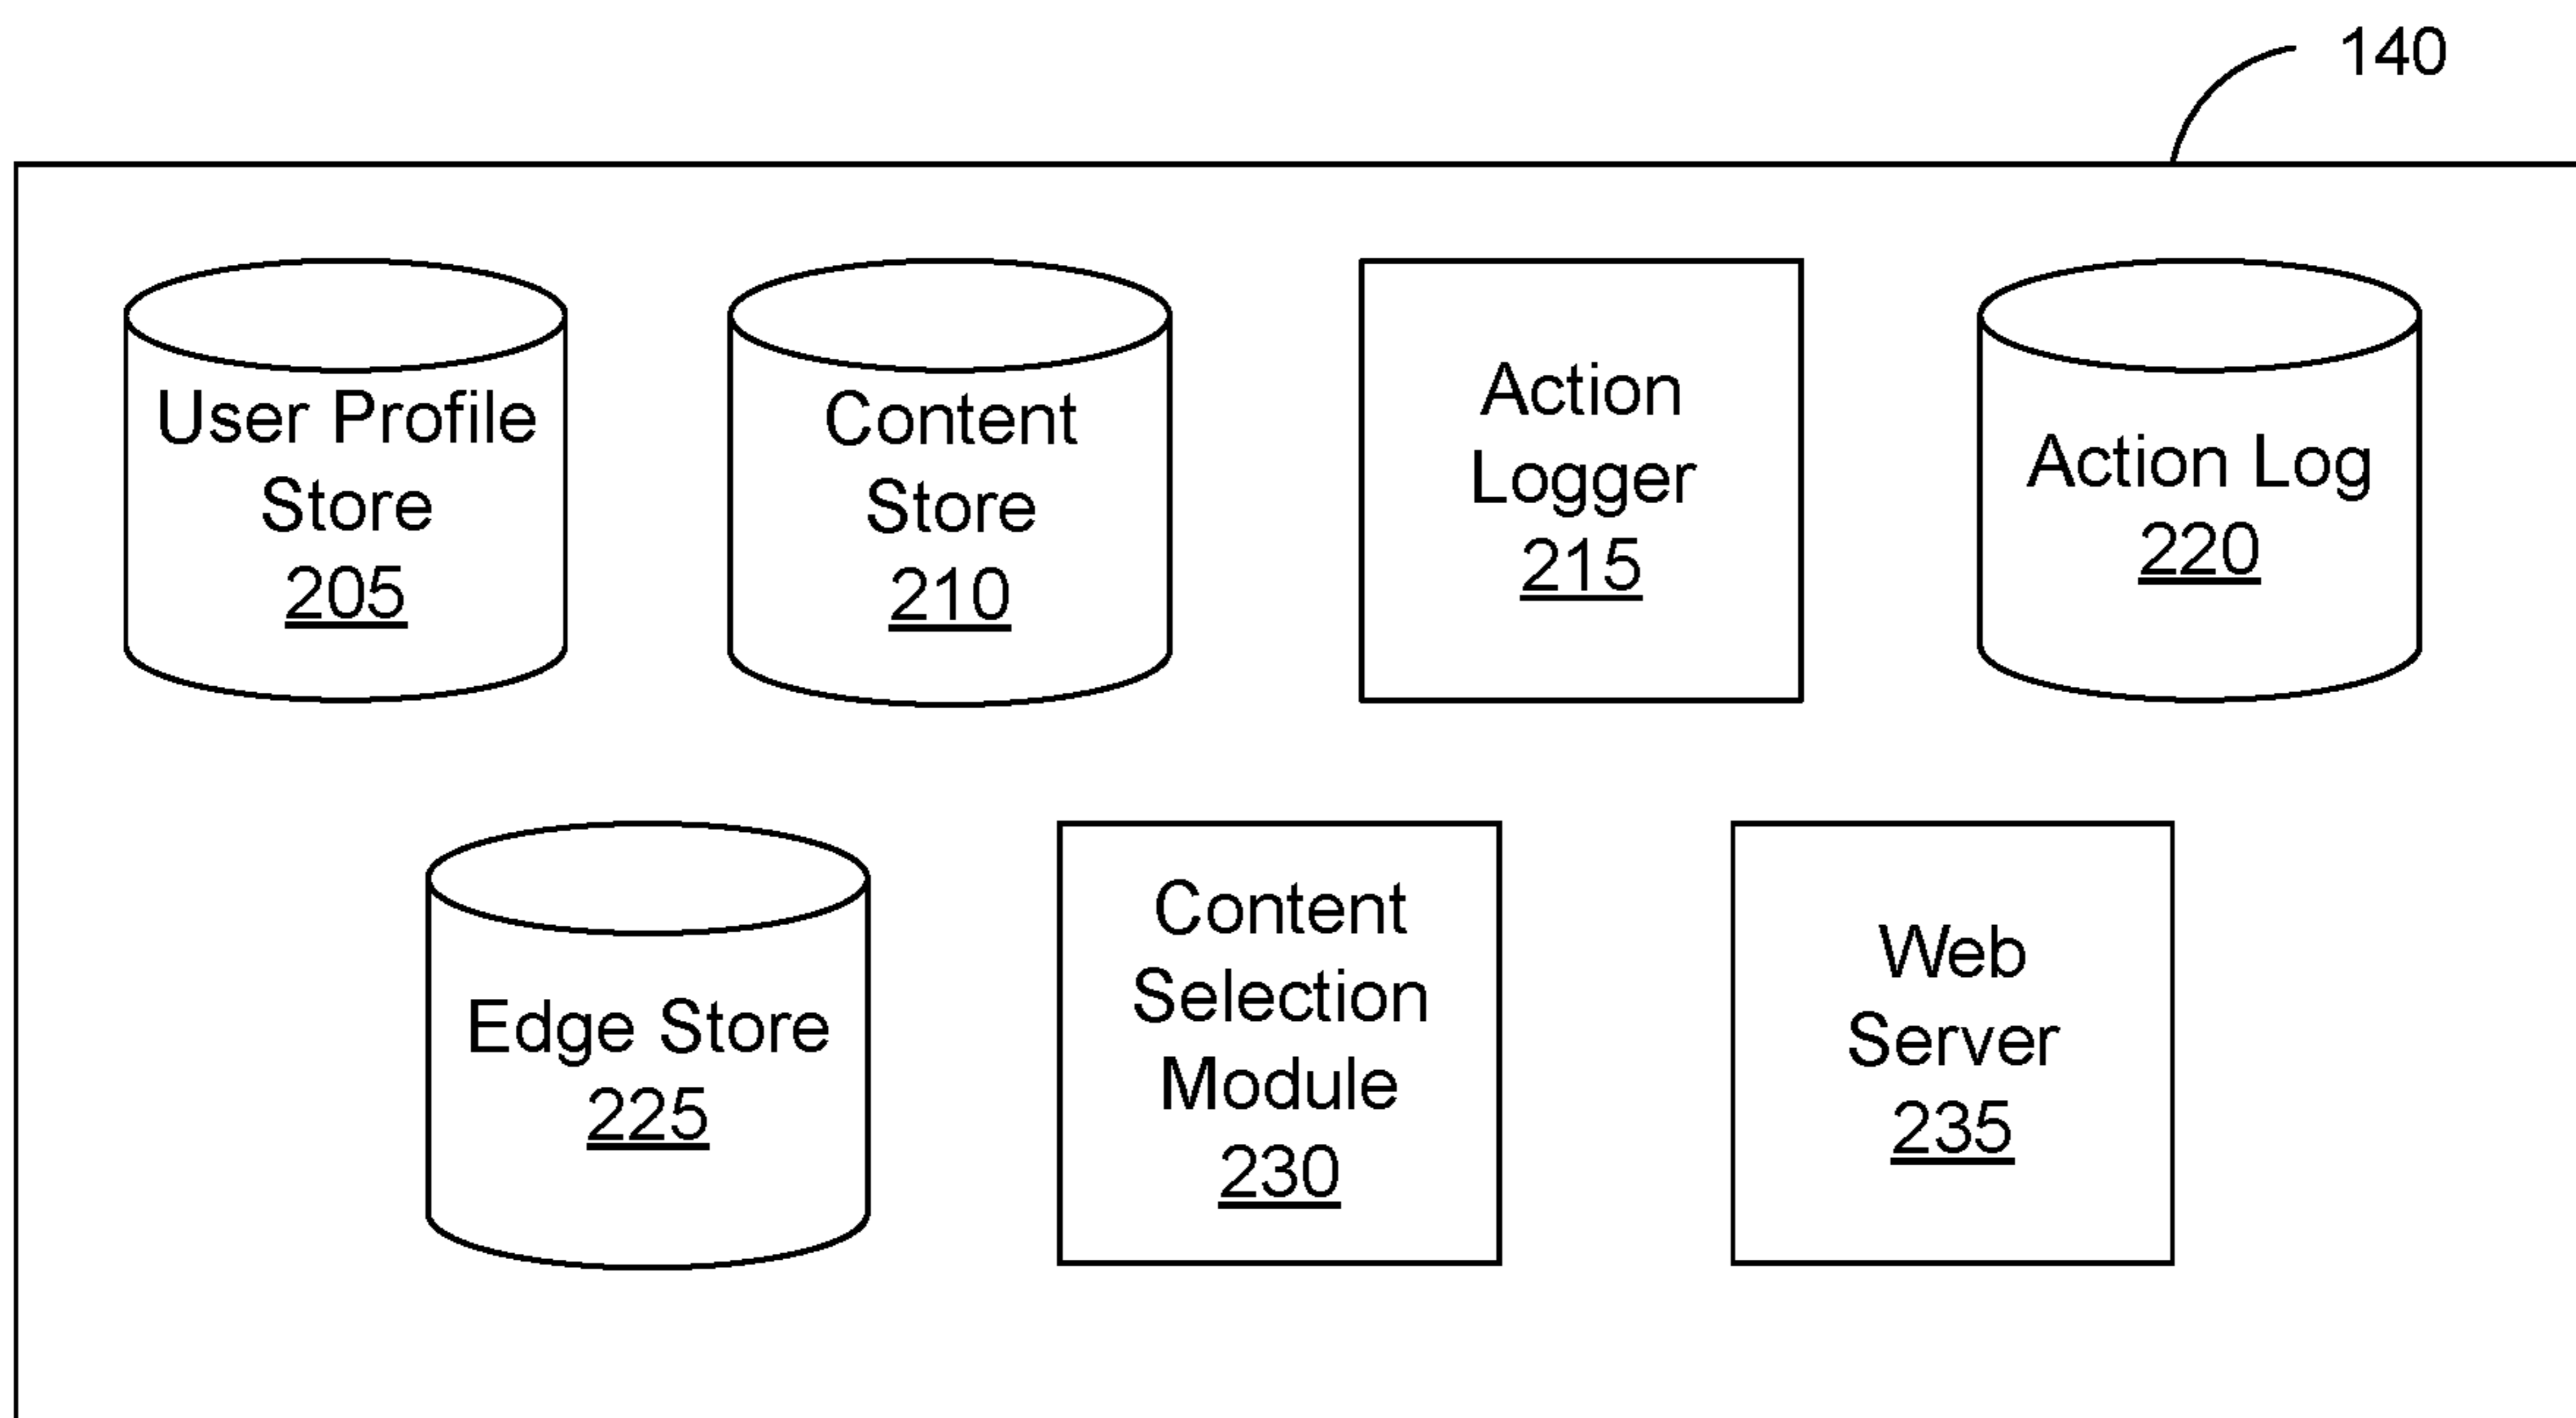 140
User Profile
Store
205
Content
Store
210
Action
Logger
215
Action Log
220
Edge Store
225
Content
Selection
Module
230
Web
Server
235